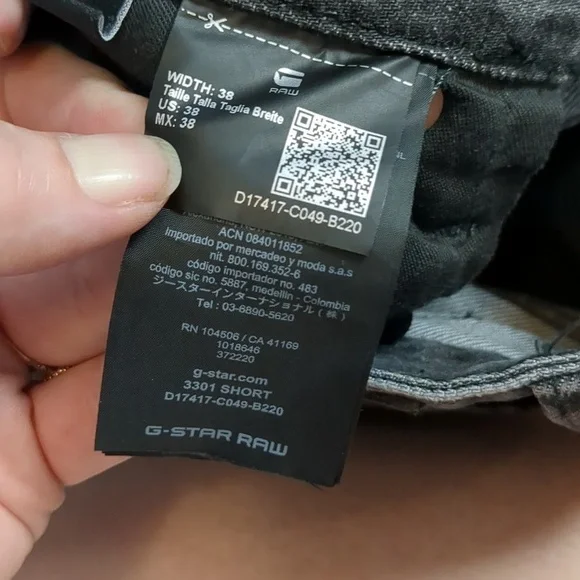 RAW
WIDTH: 38
Taille Talla Taglia Breite
US: 38
MX: 38
D17417-C049-B220
ACN 084011852
Importado por mercadeo y moda s.a.s
nit. 800.169.352-6
código importador no. 483
código sic no. 5887, medellin - Colombia
ジースターインターナショナル(株)
Tel : 03-6890-5620
RN 104506 / CA 41169
1018646
372220
g-star.com
3301 SHORT
D17417-C049-B220
G-STAR RAW